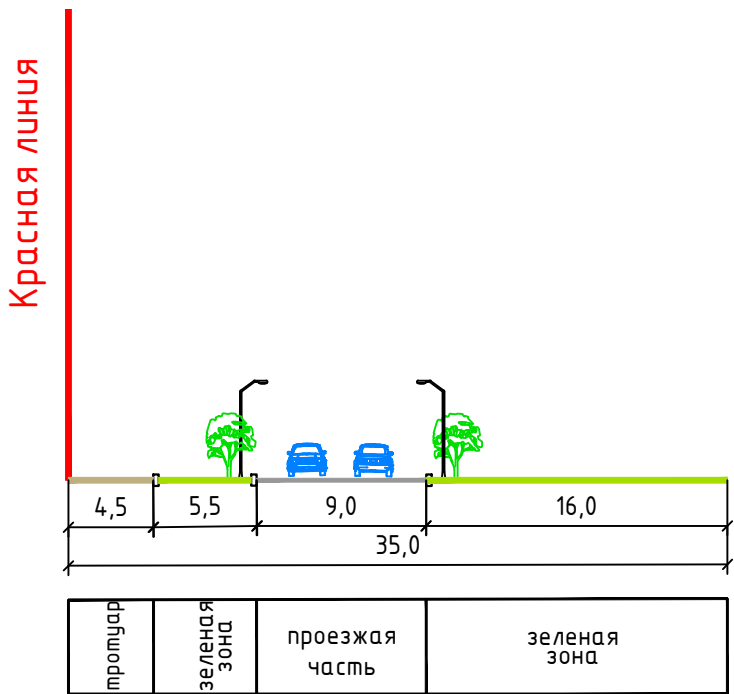 Красная линия
4,5
5,5
9,0
16,0
35,0
тротуар
зеленая
зона
проезжая
часть
зеленая
зона